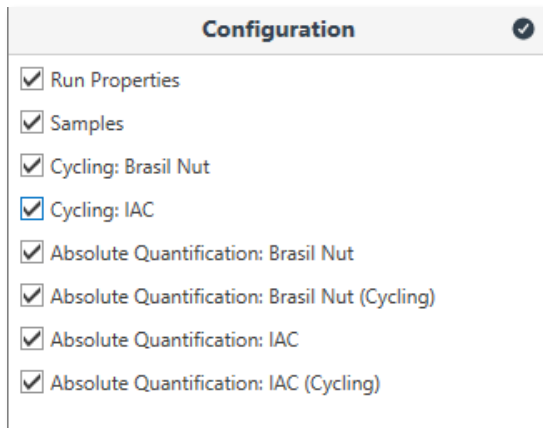 Configuration
Run Properties
Samples
Cycling: Brasil Nut
Cycling: IAC
Absolute Quantification: Brasil Nut
Absolute Quantification: Brasil Nut (Cycling)
Absolute Quantification: IAC
Absolute Quantification: IAC (Cycling)